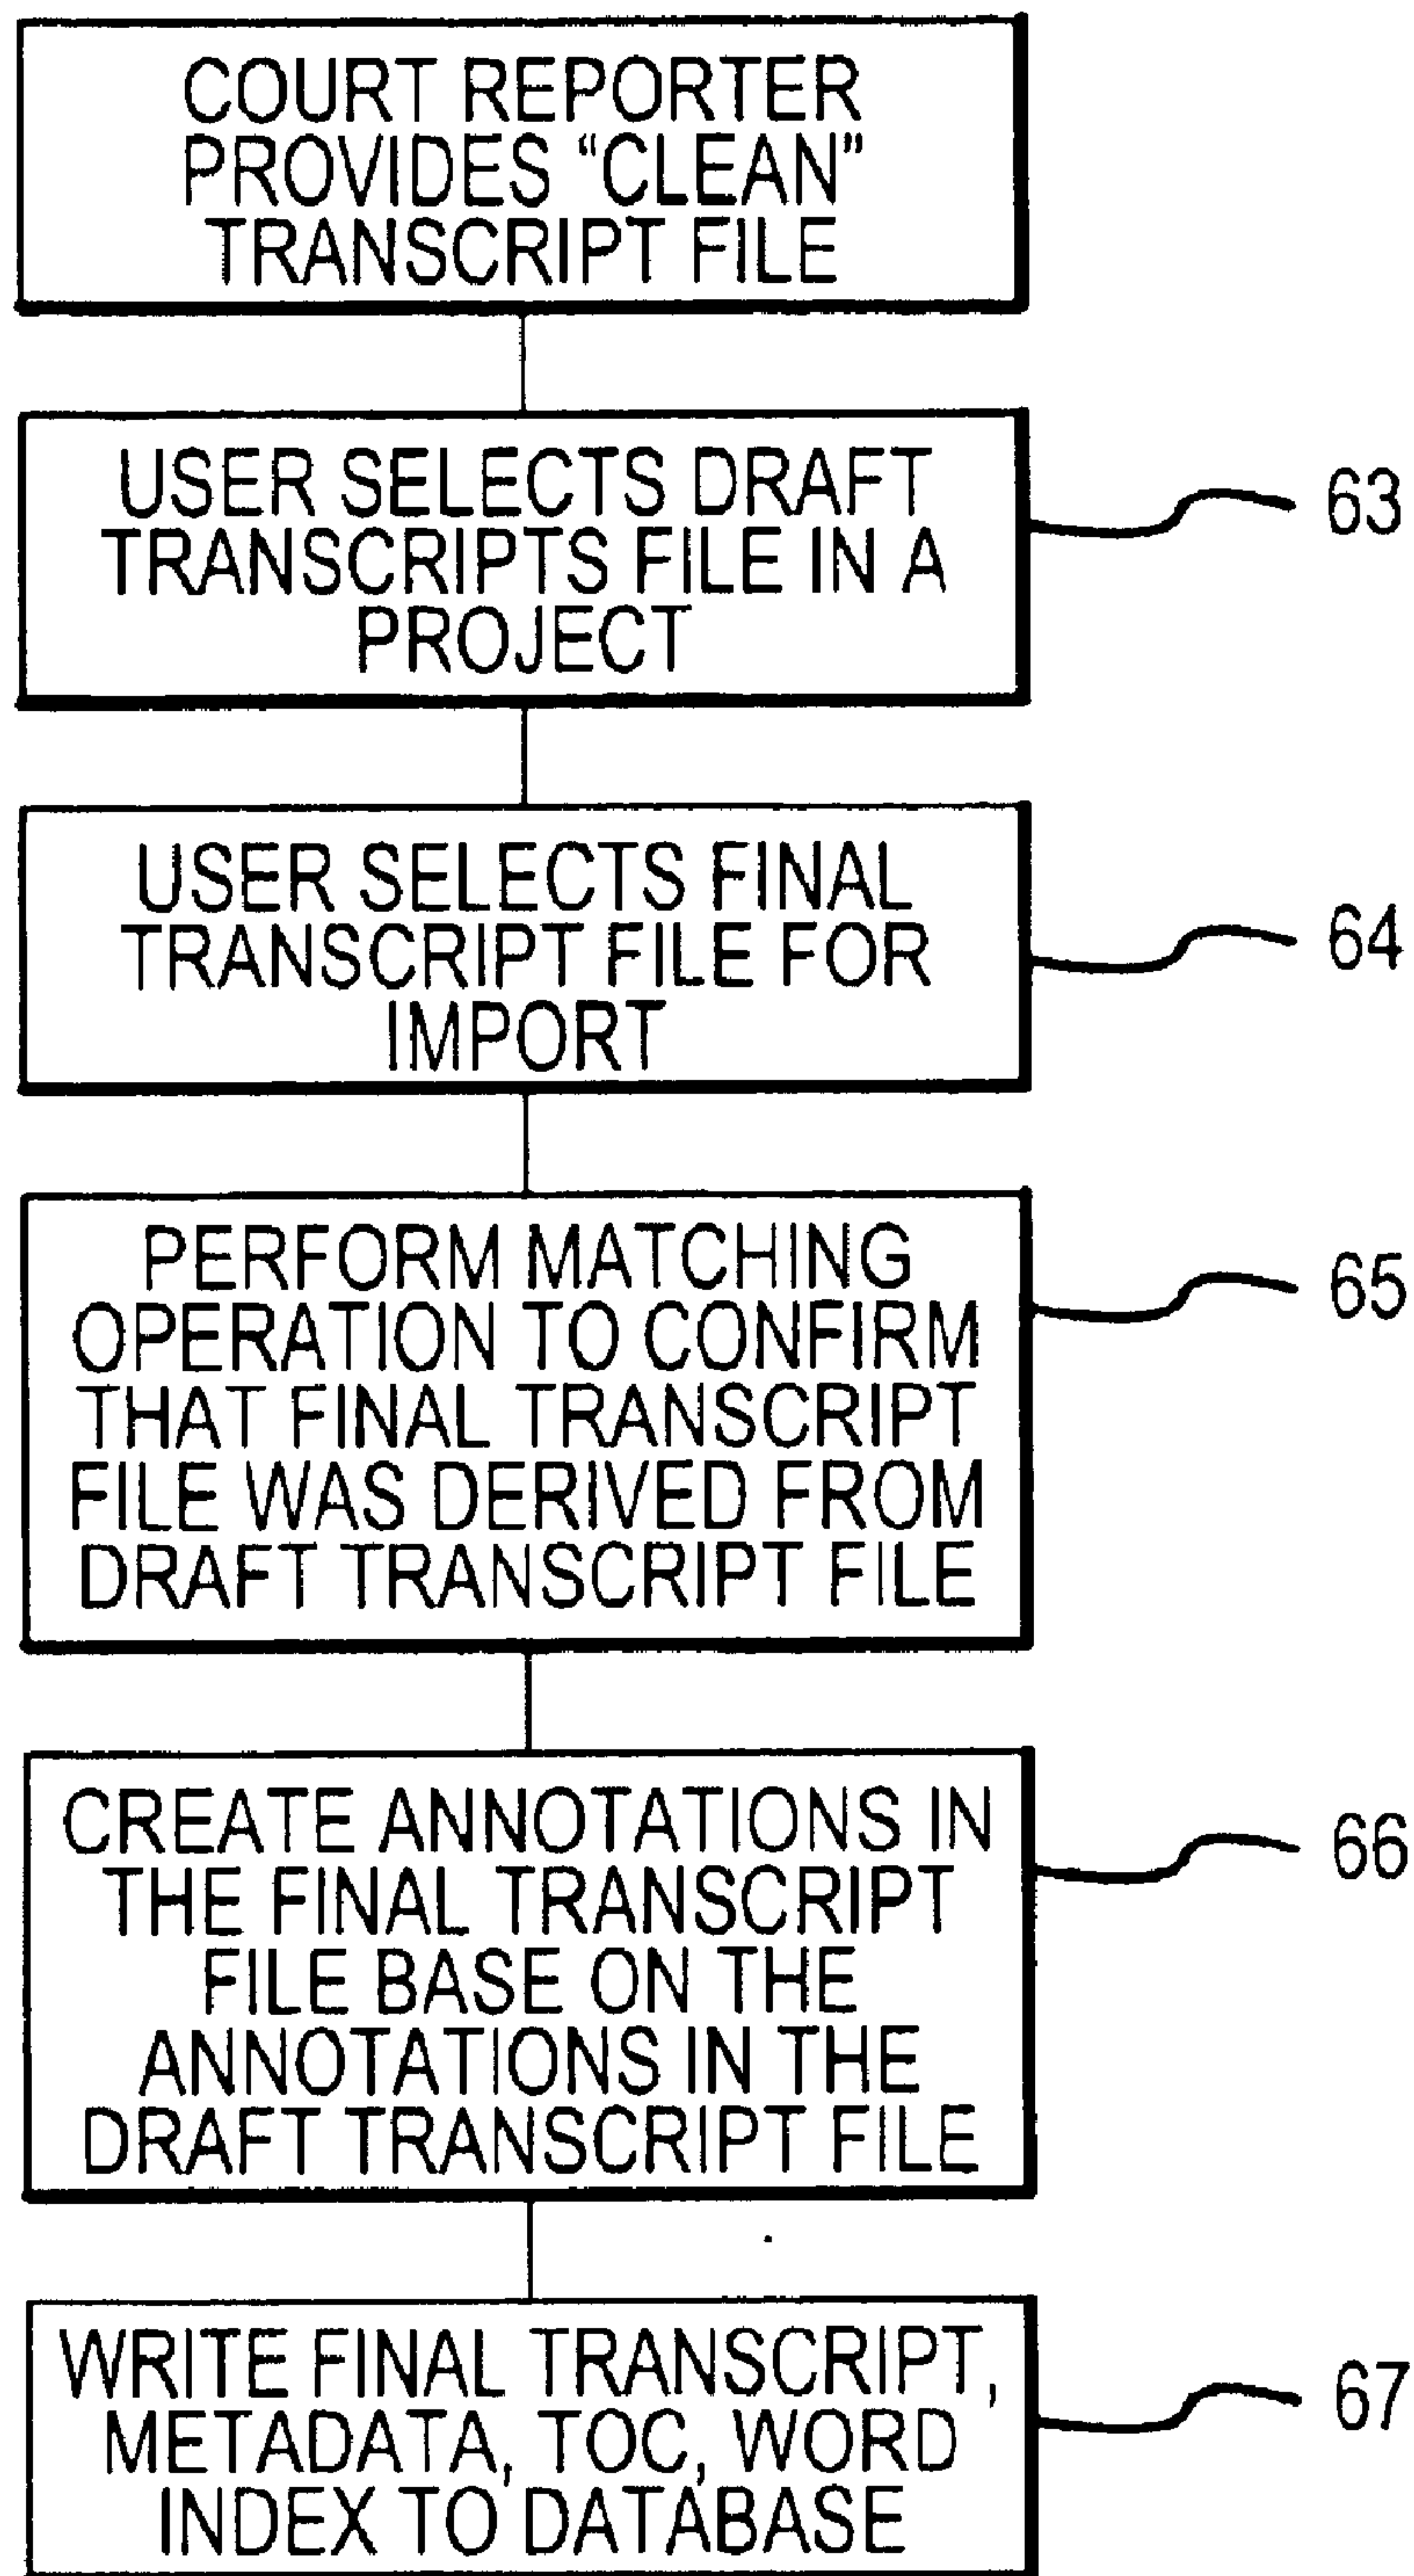 COURT REPORTER
PROVIDES “CLEAN”
TRANSCRIPT FILE
USER SELECTS DRAFT
TRANSCRIPTS FILE IN A
PROJECT
63
USER SELECTS FINAL
TRANSCRIPT FILE FOR
IMPORT
64
PERFORM MATCHING
OPERATION TO CONFIRM
THAT FINAL TRANSCRIPT
FILE WAS DERIVED FROM
DRAFT TRANSCRIPT FILE
65
CREATE ANNOTATIONS IN
THE FINAL TRANSCRIPT
FILE BASE ON THE
ANNOTATIONS IN THE
DRAFT TRANSCRIPT FILE
66
WRITE FINAL TRANSCRIPT,
METADATA, TOC, WORD
INDEX TO DATABASE
67